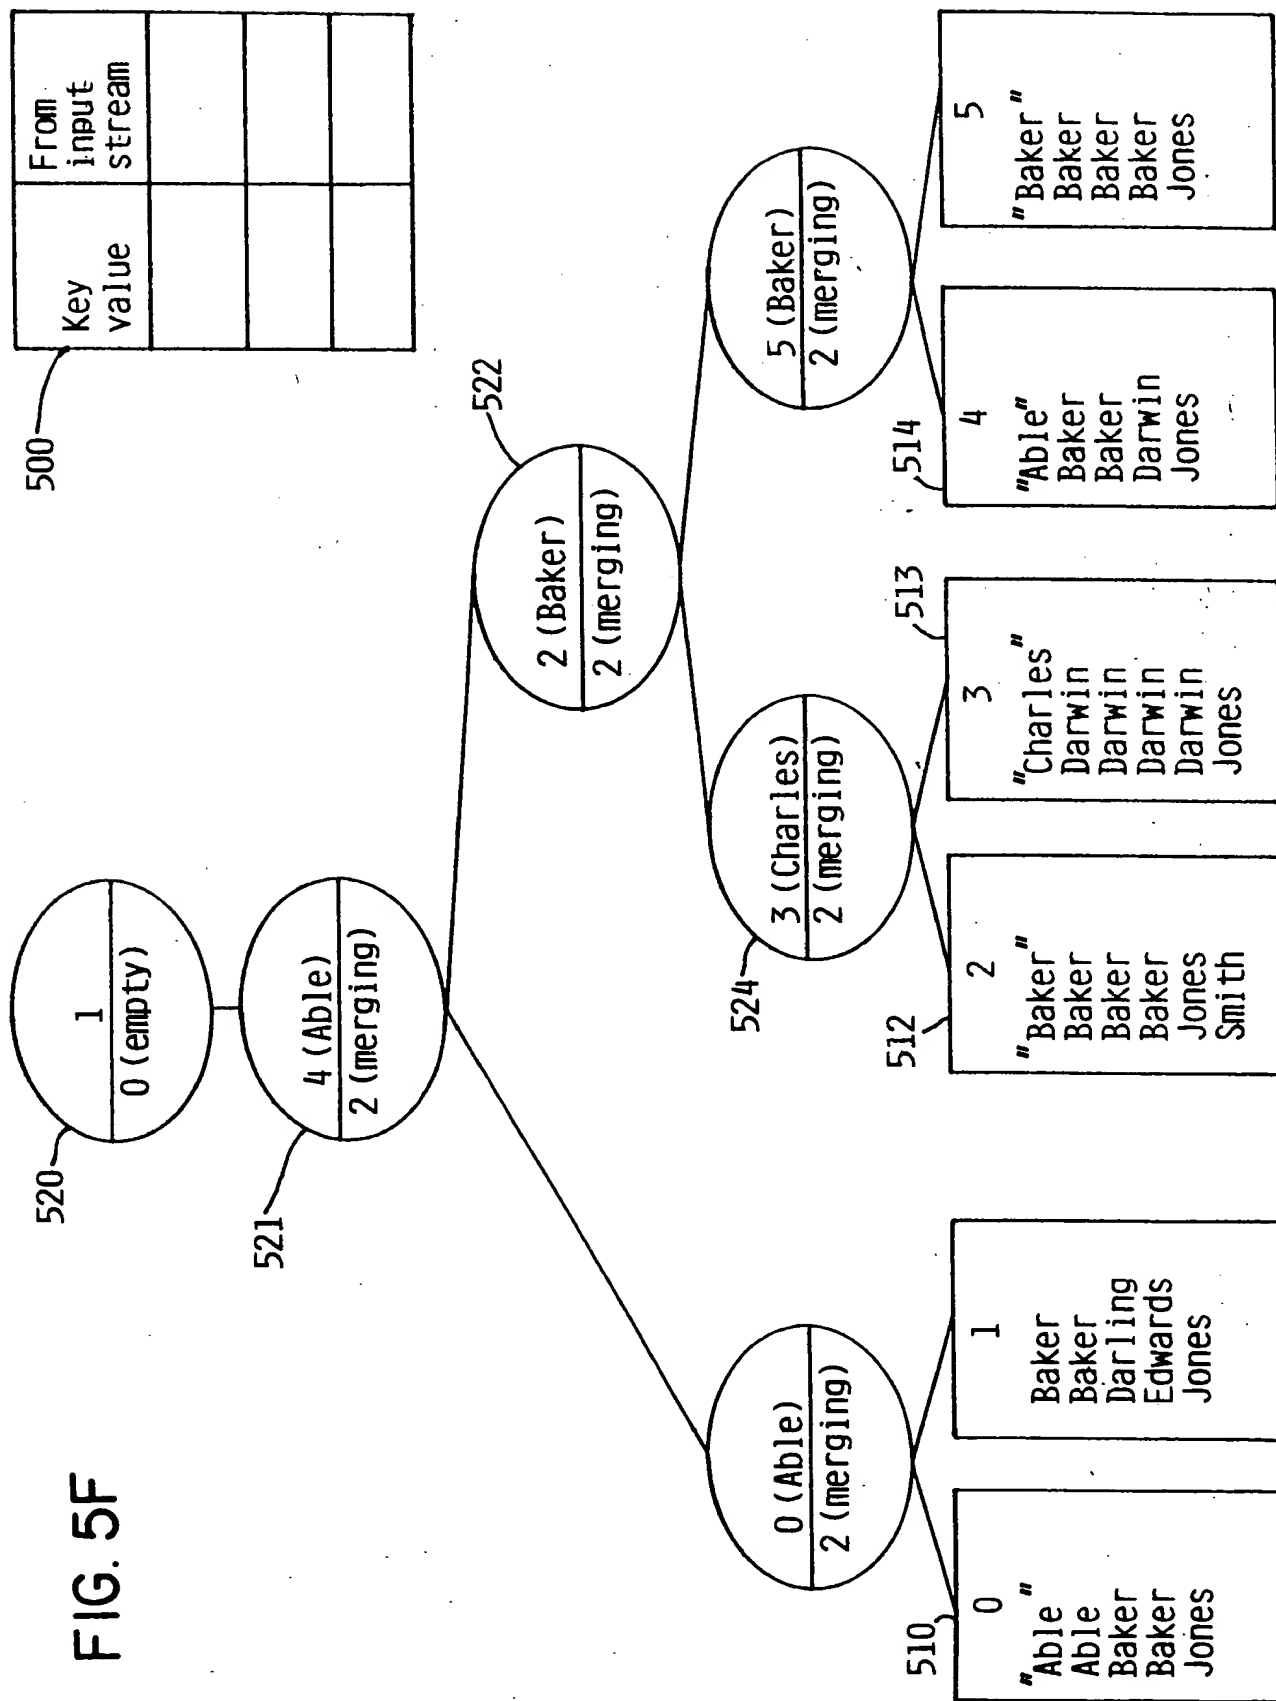 FIG. 5F
500
Key value
From input stream
520
1
0 (empty)
521
4 (Able)
2 (merging)
522
2 (Baker)
2 (merging)
0 (Able)
2 (merging)
524
3 (Charles)
2 (merging)
5 (Baker)
2 (merging)
510
0
"Able"
Able
Baker
Baker
Jones
1
Baker
Baker
Darling
Edwards
Jones
512
2
"Baker"
Baker
Baker
Baker
Jones
Smith
513
3
"Charles"
Darwin
Darwin
Darwin
Darwin
Jones
514
4
"Able"
Baker
Baker
Darwin
Jones
5
"Baker"
Baker
Baker
Baker
Jones